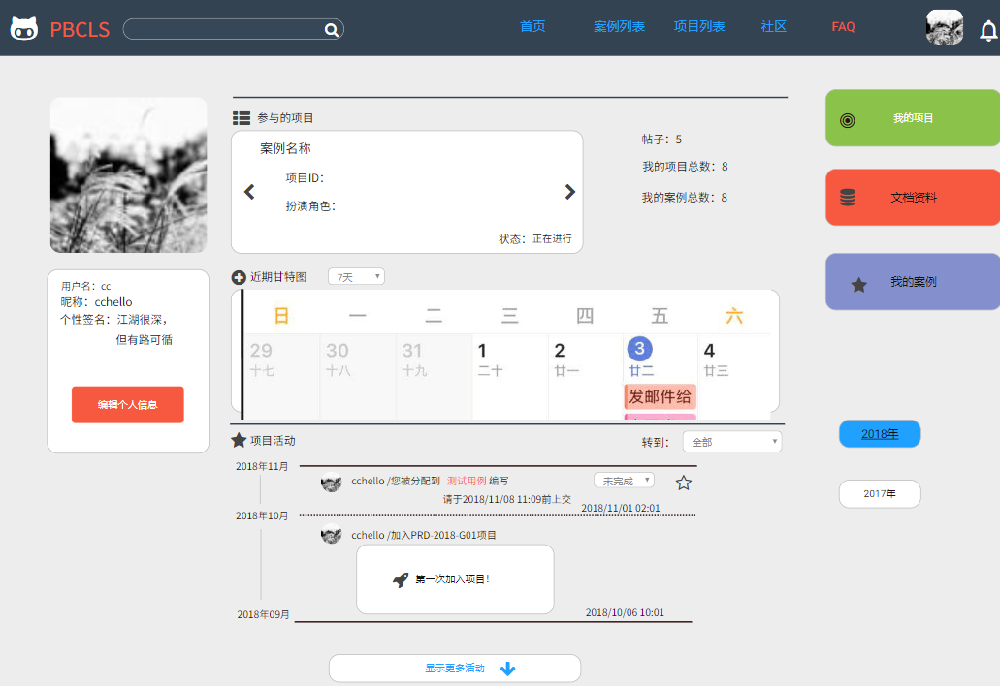 PBCLS
首页 案例列表 项目列表 社区 FAQ
参与的项目
案例名称
项目ID：
扮演角色：
状态：正在进行
帖子：5
我的项目总数：8
我的案例总数：8
我的项目
文档资料
我的案例
用户名：cc
昵称：cchello
个性签名：江湖很深，
但有路可循
编辑个人信息
近期甘特图 7天
日 一 二 三 四 五 六
29 30 31 1 2 3 4
十七 十八 十九 二十 廿一 廿二 廿三
发邮件给
项目活动 转到： 全部
2018年11月
cchello /您被分配到 测试用例 编写 未完成
请于2018/11/08 11:09前上交
2018/11/01 02:01
2018年10月
cchello /加入PRD-2018-G01项目
第一次加入项目！
2018/10/06 10:01
2018年09月
显示更多活动
2018年
2017年